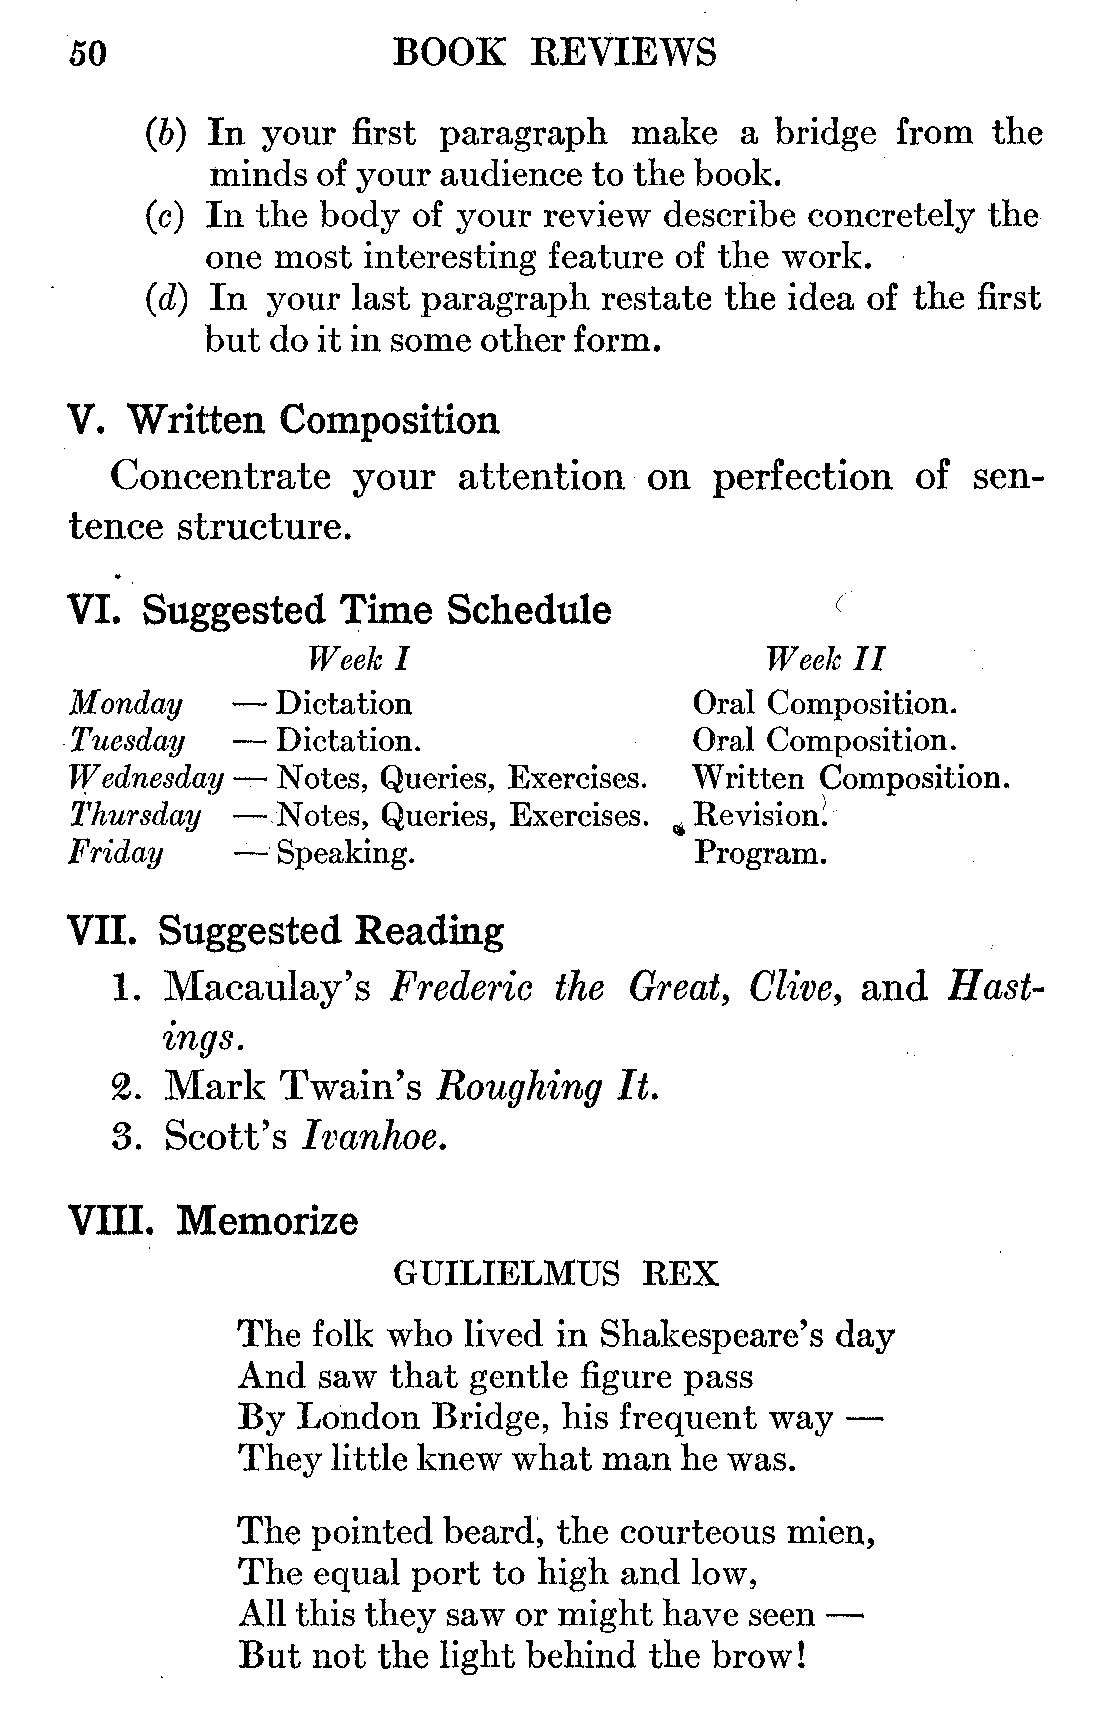 50 BOOK REVIEWS
(b) In your first paragraph make a bridge from the
minds of your audience to the book.
(c) In the body of your review describe concretely the
one most interesting feature of the work.
(d) In your last paragraph restate the idea of the first
but do it in some other form.
V. Written Composition
Concentrate your attention on perfection of sen-
tence structure.
VI. Suggested Time Schedule
Week I Week II
Monday — Dictation Oral Composition.
Tuesday — Dictation. Oral Composition.
Wednesday — Notes, Queries, Exercises. Written Composition.
Thursday — Notes, Queries, Exercises. Revision.
Friday — Speaking. Program.
VII. Suggested Reading
1. Macaulay's Frederic the Great, Clive, and Hast-
ings.
2. Mark Twain's Roughing It.
3. Scott's Ivanhoe.
VIII. Memorize
GUILIELMUS REX
The folk who lived in Shakespeare's day
And saw that gentle figure pass
By London Bridge, his frequent way —
They little knew what man he was.
The pointed beard, the courteous mien,
The equal port to high and low,
All this they saw or might have seen —
But not the light behind the brow!